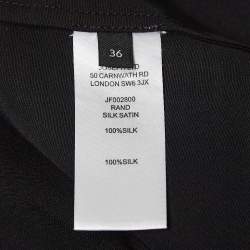 36
50 CARNWATH RD
LONDON SW6 3JX
JF002800
RAND
SILK SATIN
100%SILK
100%SILK